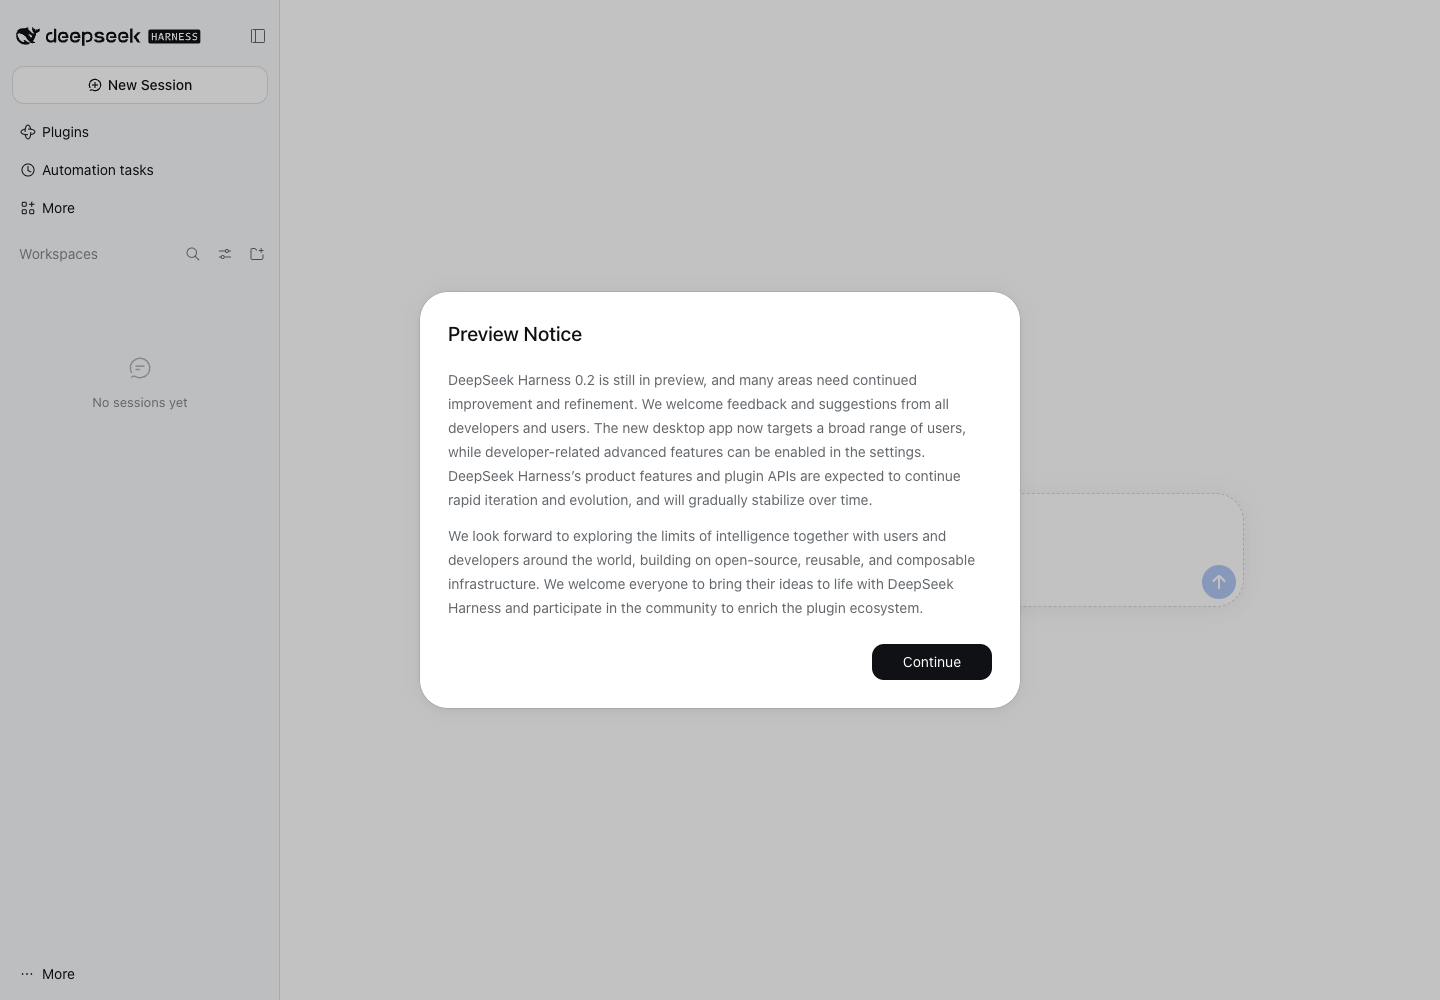 deepseek HARNESS
New Session
Plugins
Automation tasks
More
Workspaces
No sessions yet
More
Preview Notice
DeepSeek Harness 0.2 is still in preview, and many areas need continued
improvement and refinement. We welcome feedback and suggestions from all
developers and users. The new desktop app now targets a broad range of users,
while developer-related advanced features can be enabled in the settings.
DeepSeek Harness's product features and plugin APIs are expected to continue
rapid iteration and evolution, and will gradually stabilize over time.
We look forward to exploring the limits of intelligence together with users and
developers around the world, building on open-source, reusable, and composable
infrastructure. We welcome everyone to bring their ideas to life with DeepSeek
Harness and participate in the community to enrich the plugin ecosystem.
Continue